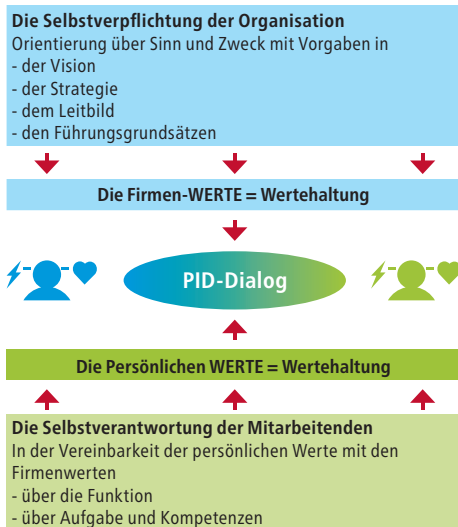 Die Selbstverpflichtung der Organisation
Orientierung über Sinn und Zweck mit Vorgaben in
- der Vision
- der Strategie
- dem Leitbild
- den Führungsgrundsätzen
Die Firmen-WERTE = Wertehaltung
PID-Dialog
Die Persönlichen WERTE = Wertehaltung
Die Selbstverantwortung der Mitarbeitenden
In der Vereinbarkeit der persönlichen Werte mit den
Firmenwerten
- über die Funktion
- über Aufgabe und Kompetenzen